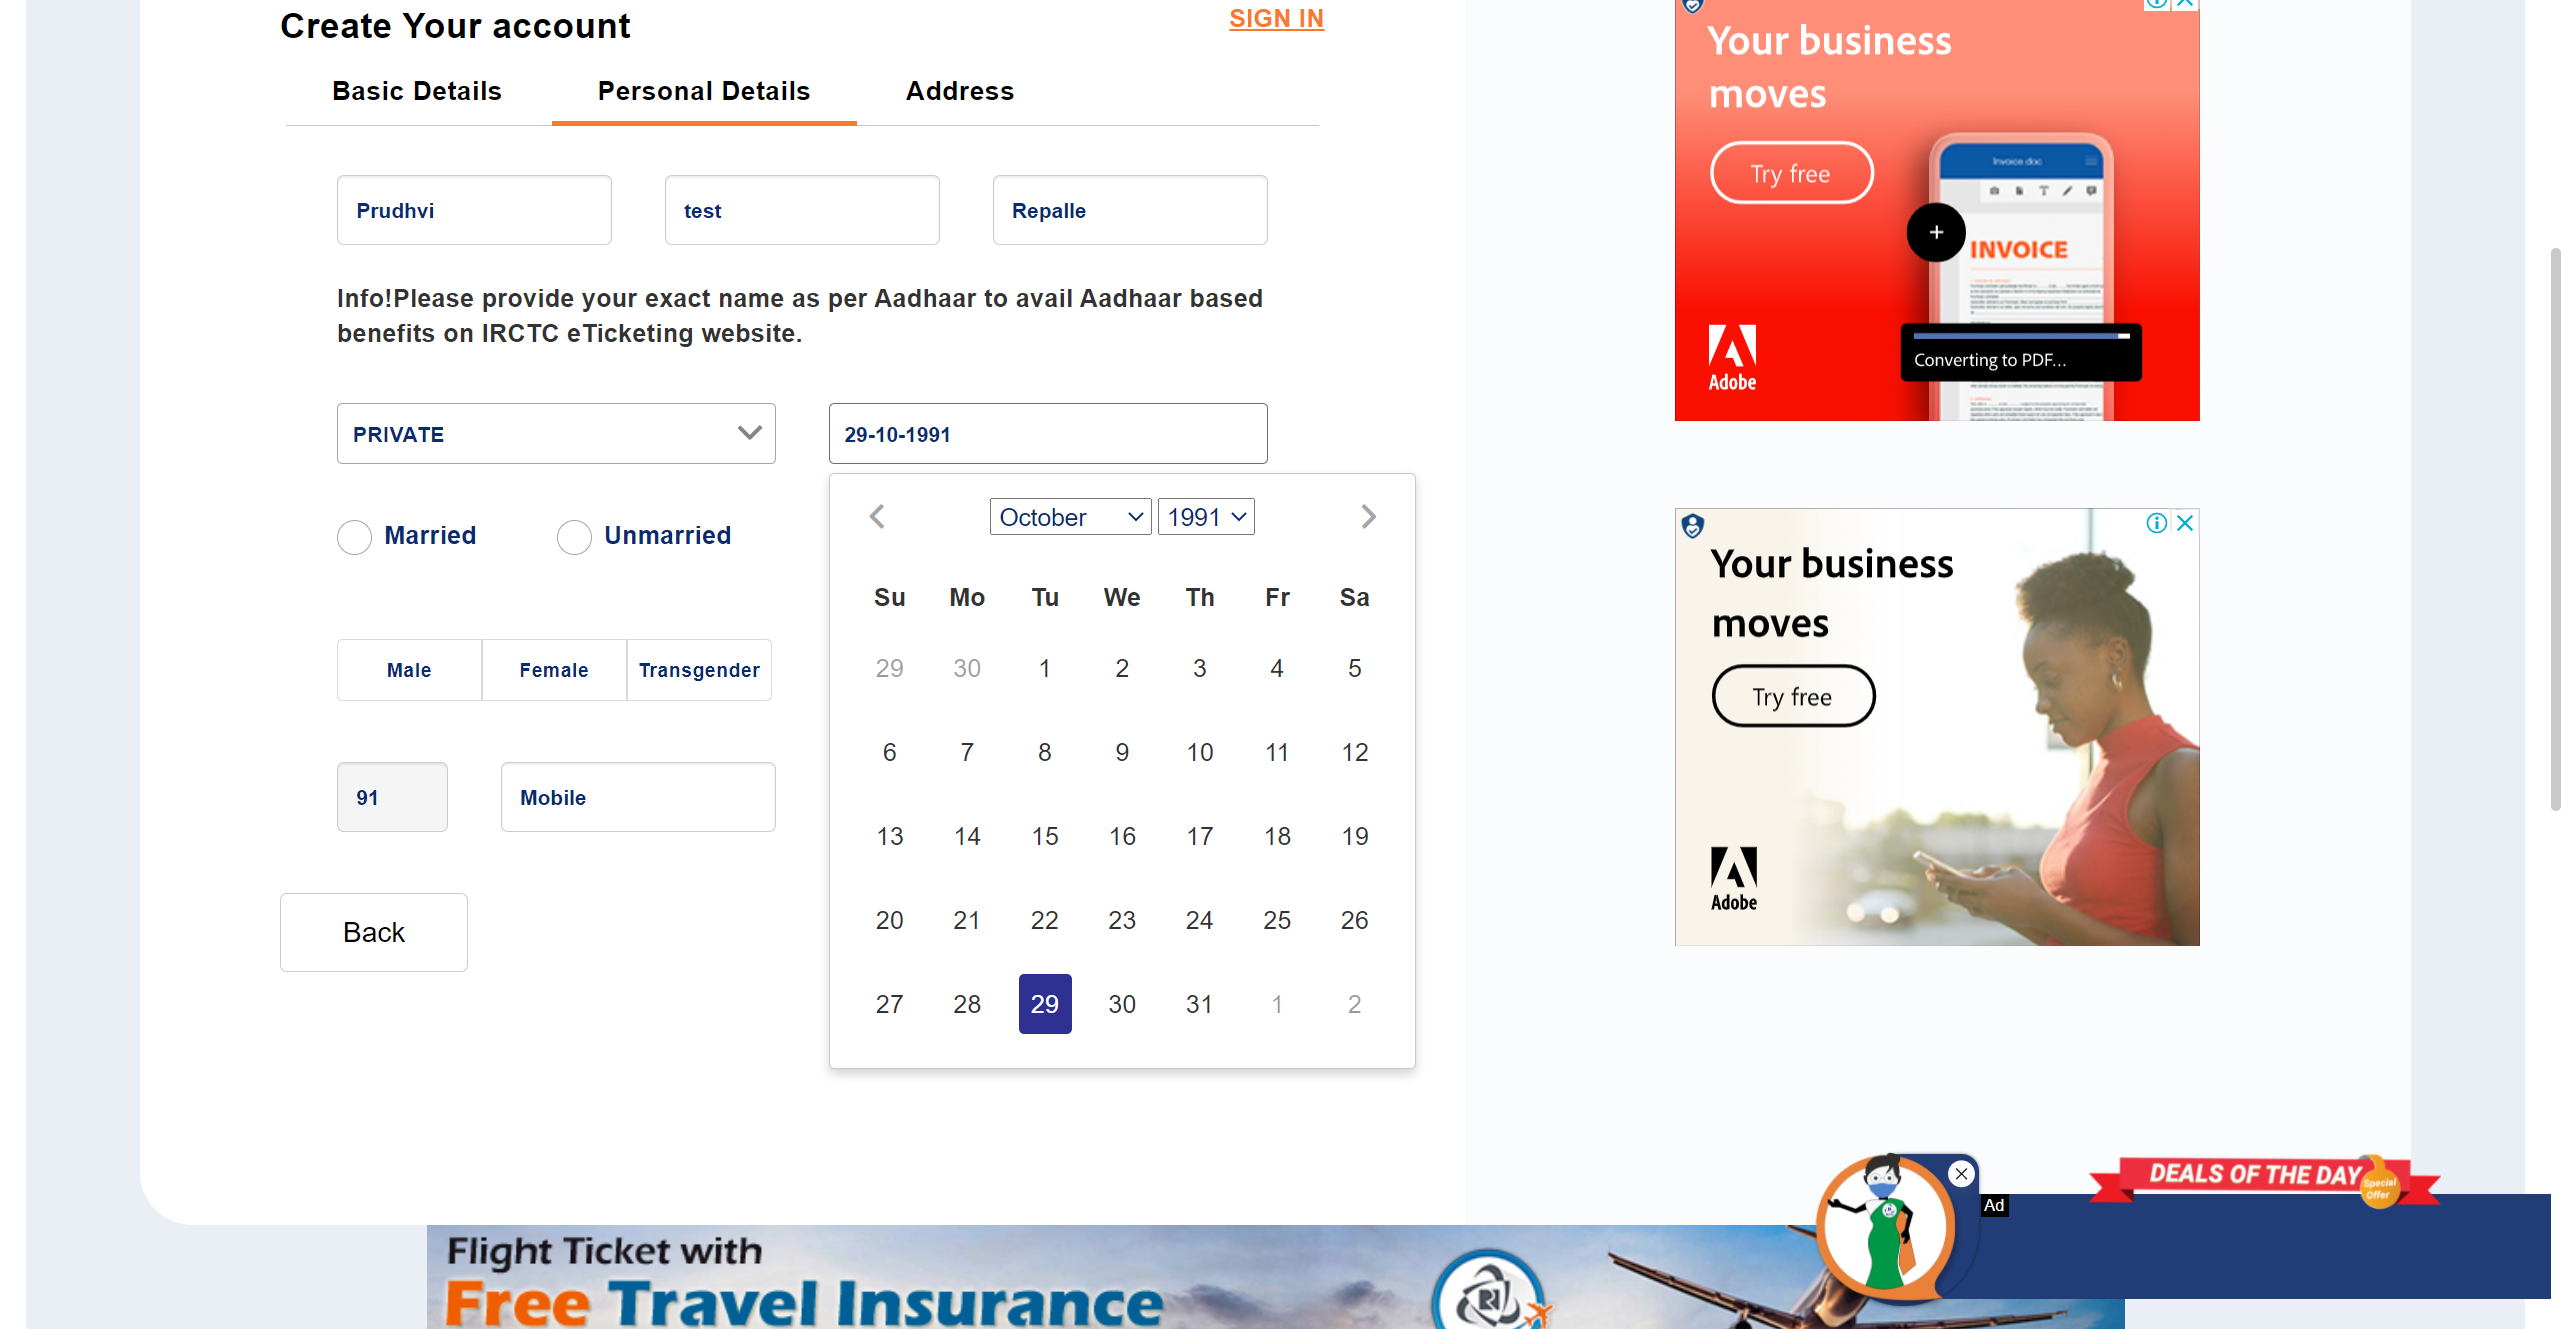 Create Your account
SIGN IN
Basic Details
Personal Details
Address
Prudhvi
test
Repalle
Info!Please provide your exact name as per Aadhaar to avail Aadhaar based
benefits on IRCTC eTicketing website.
PRIVATE
29-10-1991
Married
Unmarried
Male
Female
Transgender
91
Mobile
Back
October
1991
Su Mo Tu We Th Fr Sa
29 30 1 2 3 4 5
6 7 8 9 10 11 12
13 14 15 16 17 18 19
20 21 22 23 24 25 26
27 28 29 30 31 1 2
Your business
moves
Try free
Invoice doc
INVOICE
Converting to PDF...
Adobe
Your business
moves
Try free
Adobe
DEALS OF THE DAY
Special
Offer
Ad
Flight Ticket with
Free Travel Insurance